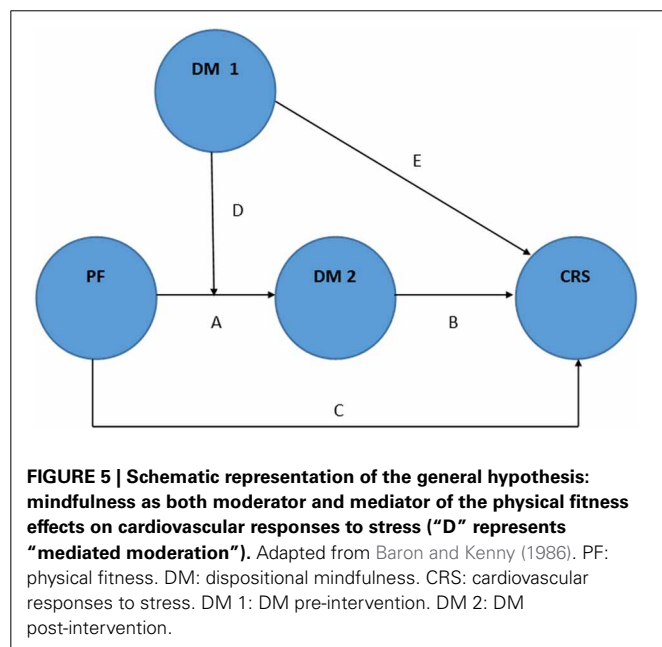 DM 1
E
D
PF
DM 2
CRS
A
B
C
FIGURE 5 | Schematic representation of the general hypothesis:
mindfulness as both moderator and mediator of the physical fitness
effects on cardiovascular responses to stress (“D” represents
“mediated moderation”). Adapted from Baron and Kenny (1986). PF:
physical fitness. DM: dispositional mindfulness. CRS: cardiovascular
responses to stress. DM 1: DM pre-intervention. DM 2: DM
post-intervention.